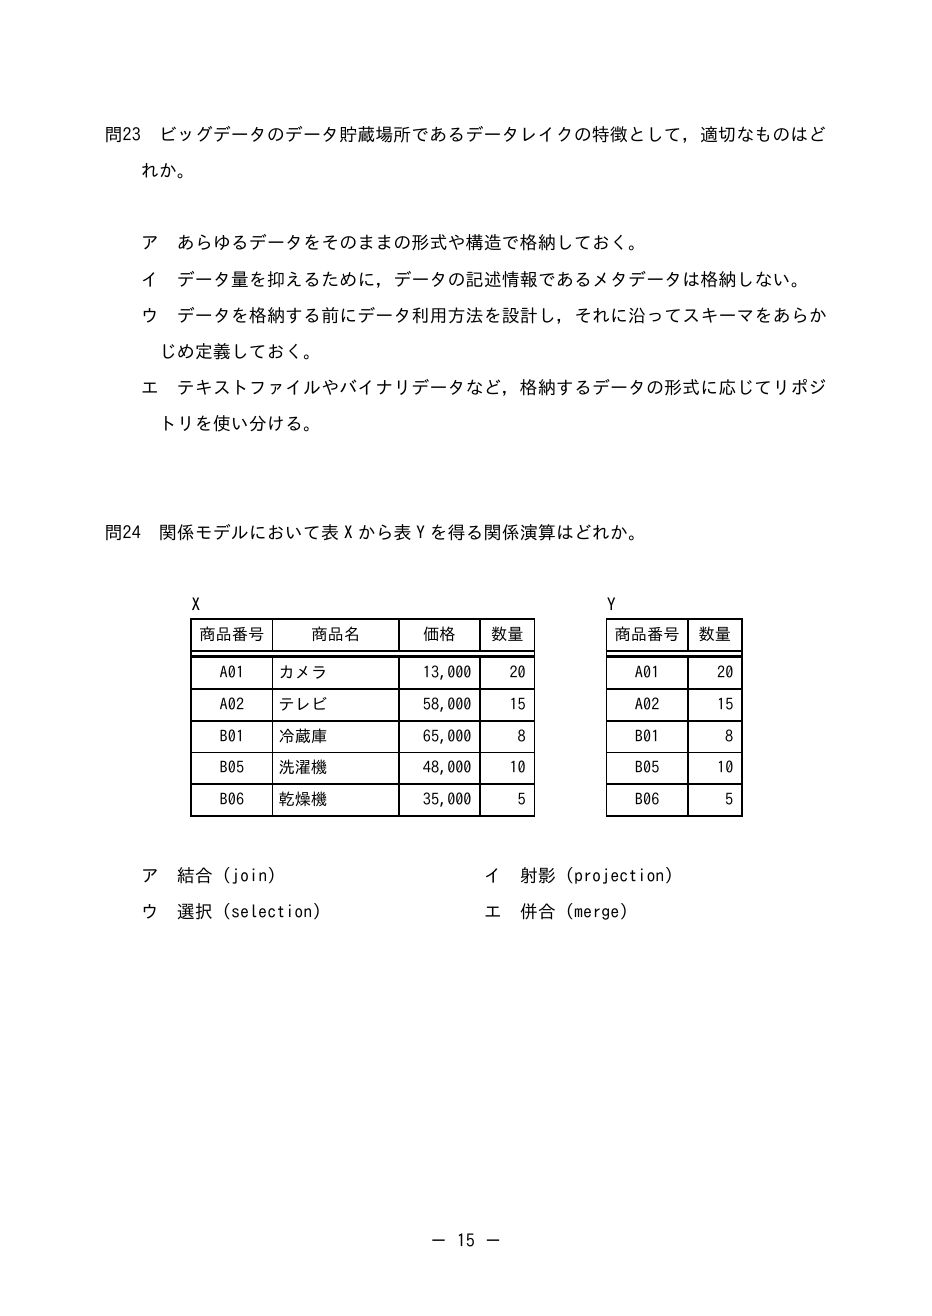 問23　ビッグデータのデータ貯蔵場所であるデータレイクの特徴として，適切なものはど
れか。
ア　あらゆるデータをそのままの形式や構造で格納しておく。
イ　データ量を抑えるために，データの記述情報であるメタデータは格納しない。
ウ　データを格納する前にデータ利用方法を設計し，それに沿ってスキーマをあらか
じめ定義しておく。
エ　テキストファイルやバイナリデータなど，格納するデータの形式に応じてリポジ
トリを使い分ける。
問24　関係モデルにおいて表 X から表 Y を得る関係演算はどれか。
X
商品番号 商品名 価格 数量
A01 カメラ 13,000 20
A02 テレビ 58,000 15
B01 冷蔵庫 65,000 8
B05 洗濯機 48,000 10
B06 乾燥機 35,000 5
Y
商品番号 数量
A01 20
A02 15
B01 8
B05 10
B06 5
ア　結合（join）　イ　射影（projection）
ウ　選択（selection）　エ　併合（merge）
－ 15 －